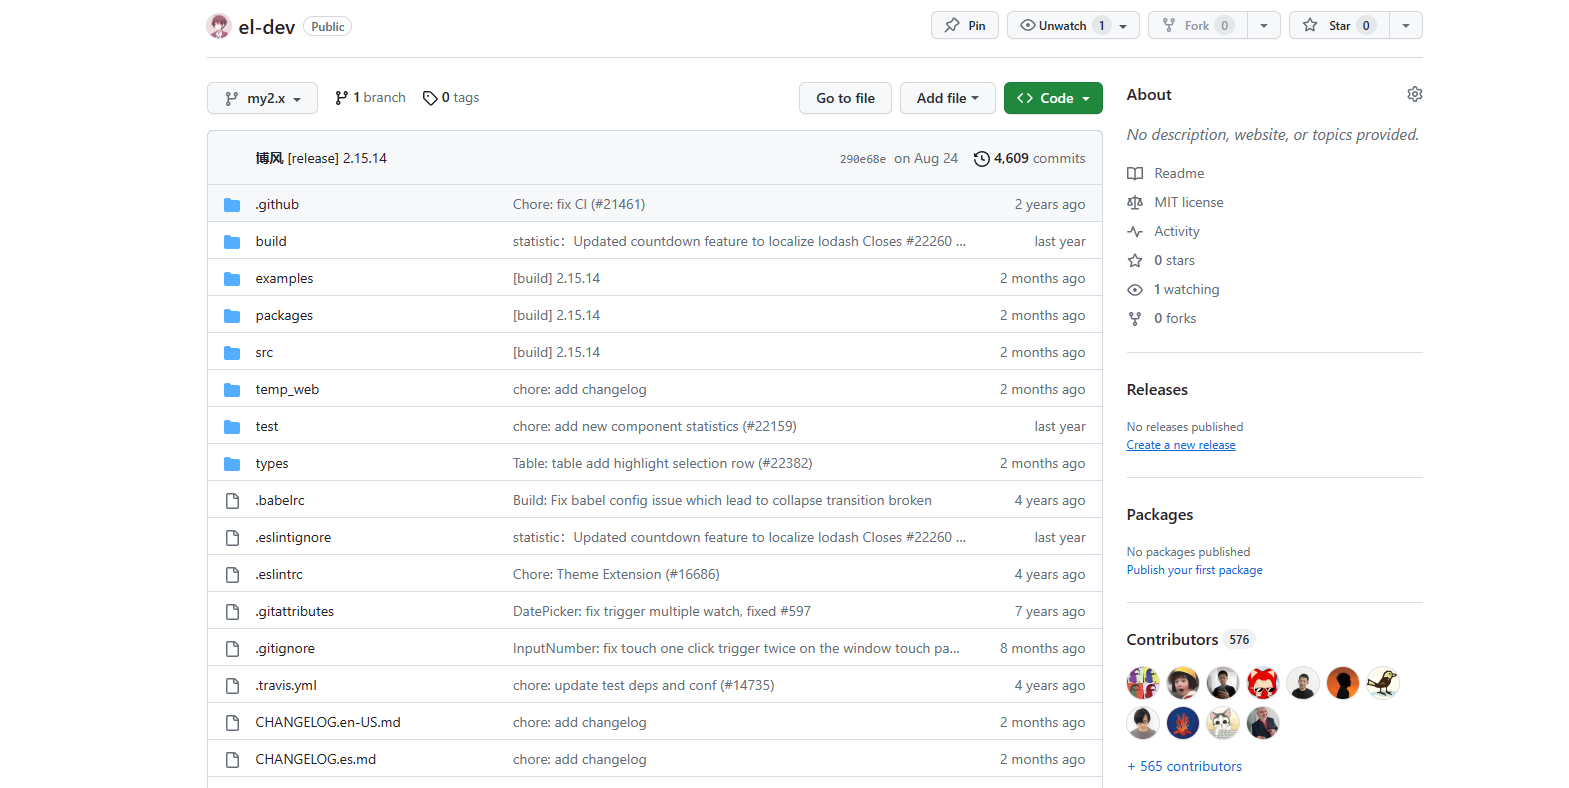 el-dev Public Pin Unwatch 1 Fork 0 Star 0
my2.x 1 branch 0 tags Go to file Add file Code
博风 [release] 2.15.14 290e68e on Aug 24 4,609 commits
.github Chore: fix CI (#21461) 2 years ago
build statistic：Updated countdown feature to localize lodash Closes #22260 ... last year
examples [build] 2.15.14 2 months ago
packages [build] 2.15.14 2 months ago
src [build] 2.15.14 2 months ago
temp_web chore: add changelog 2 months ago
test chore: add new component statistics (#22159) last year
types Table: table add highlight selection row (#22382) 2 months ago
.babelrc Build: Fix babel config issue which lead to collapse transition broken 4 years ago
.eslintignore statistic：Updated countdown feature to localize lodash Closes #22260 ... last year
.eslintrc Chore: Theme Extension (#16686) 4 years ago
.gitattributes DatePicker: fix trigger multiple watch, fixed #597 7 years ago
.gitignore InputNumber: fix touch one click trigger twice on the window touch pa... 8 months ago
.travis.yml chore: update test deps and conf (#14735) 4 years ago
CHANGELOG.en-US.md chore: add changelog 2 months ago
CHANGELOG.es.md chore: add changelog 2 months ago
About
No description, website, or topics provided.
Readme
MIT license
Activity
0 stars
1 watching
0 forks
Releases
No releases published
Create a new release
Packages
No packages published
Publish your first package
Contributors 576
+ 565 contributors